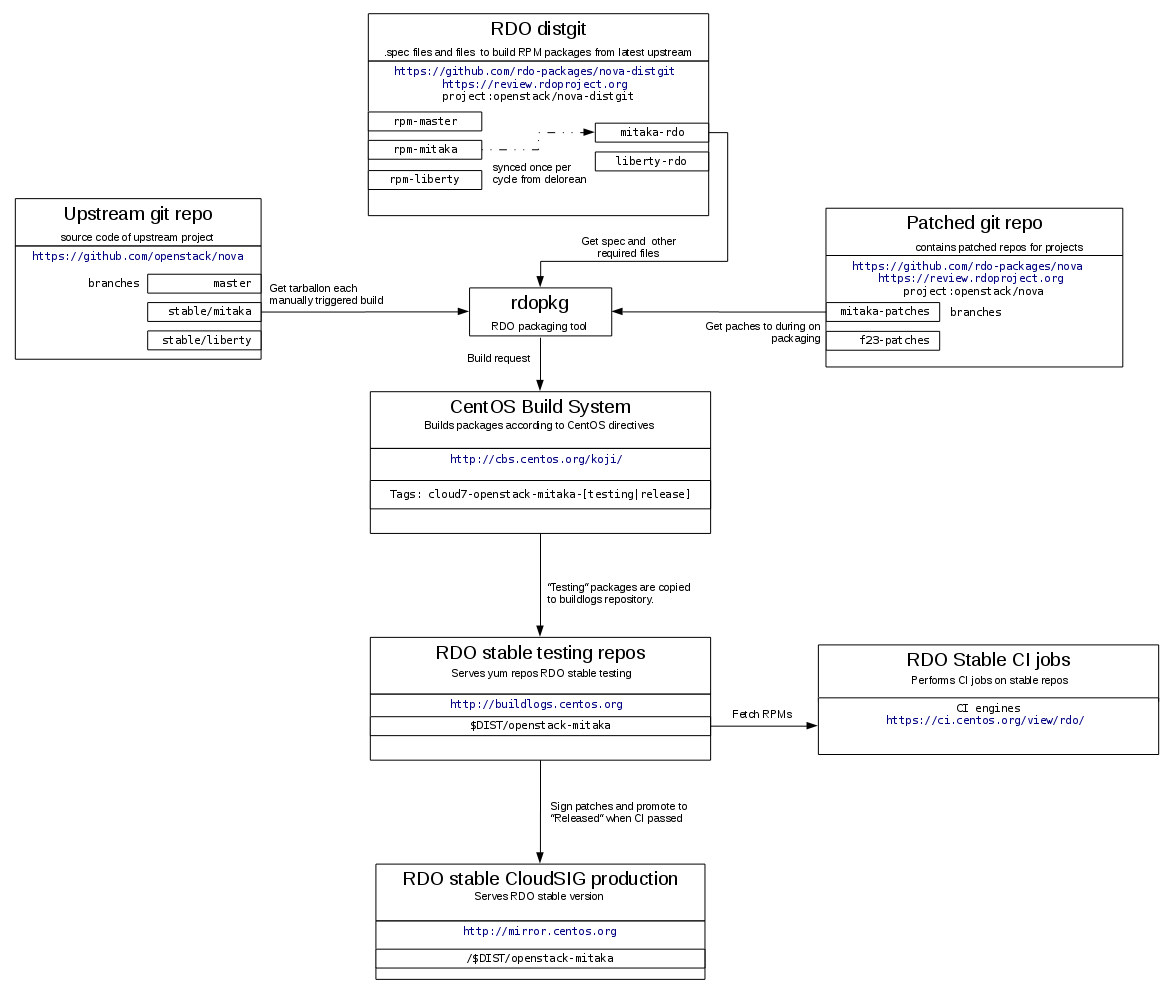 RDO distgit
.spec files and files to build RPM packages from latest upstream
https://github.com/rdo-packages/nova-distgit
https://review.rdoproject.org
project:openstack/nova-distgit
rpm-master
mitaka-rdo
rpm-mitaka
liberty-rdo
synced once per
cycle from delorean
rpm-liberty
Upstream git repo
source code of upstream project
https://github.com/openstack/nova
branches
master
stable/mitaka
stable/liberty
Get tarballon each
manually triggered build
Get spec and other
required files
Patched git repo
contains patched repos for projects
https://github.com/rdo-packages/nova
https://review.rdoproject.org
project:openstack/nova
mitaka-patches
branches
f23-patches
Get paches to during on
packaging
rdopkg
RDO packaging tool
Build request
CentOS Build System
Builds packages according to CentOS directives
http://cbs.centos.org/koji/
Tags: cloud7-openstack-mitaka-[testing|release]
"Testing" packages are copied
to buildlogs repository.
RDO stable testing repos
Serves yum repos RDO stable testing
http://buildlogs.centos.org
$DIST/openstack-mitaka
Fetch RPMs
RDO Stable CI jobs
Performs CI jobs on stable repos
CI engines
https://ci.centos.org/view/rdo/
Sign patches and promote to
"Released" when CI passed
RDO stable CloudSIG production
Serves RDO stable version
http://mirror.centos.org
/$DIST/openstack-mitaka